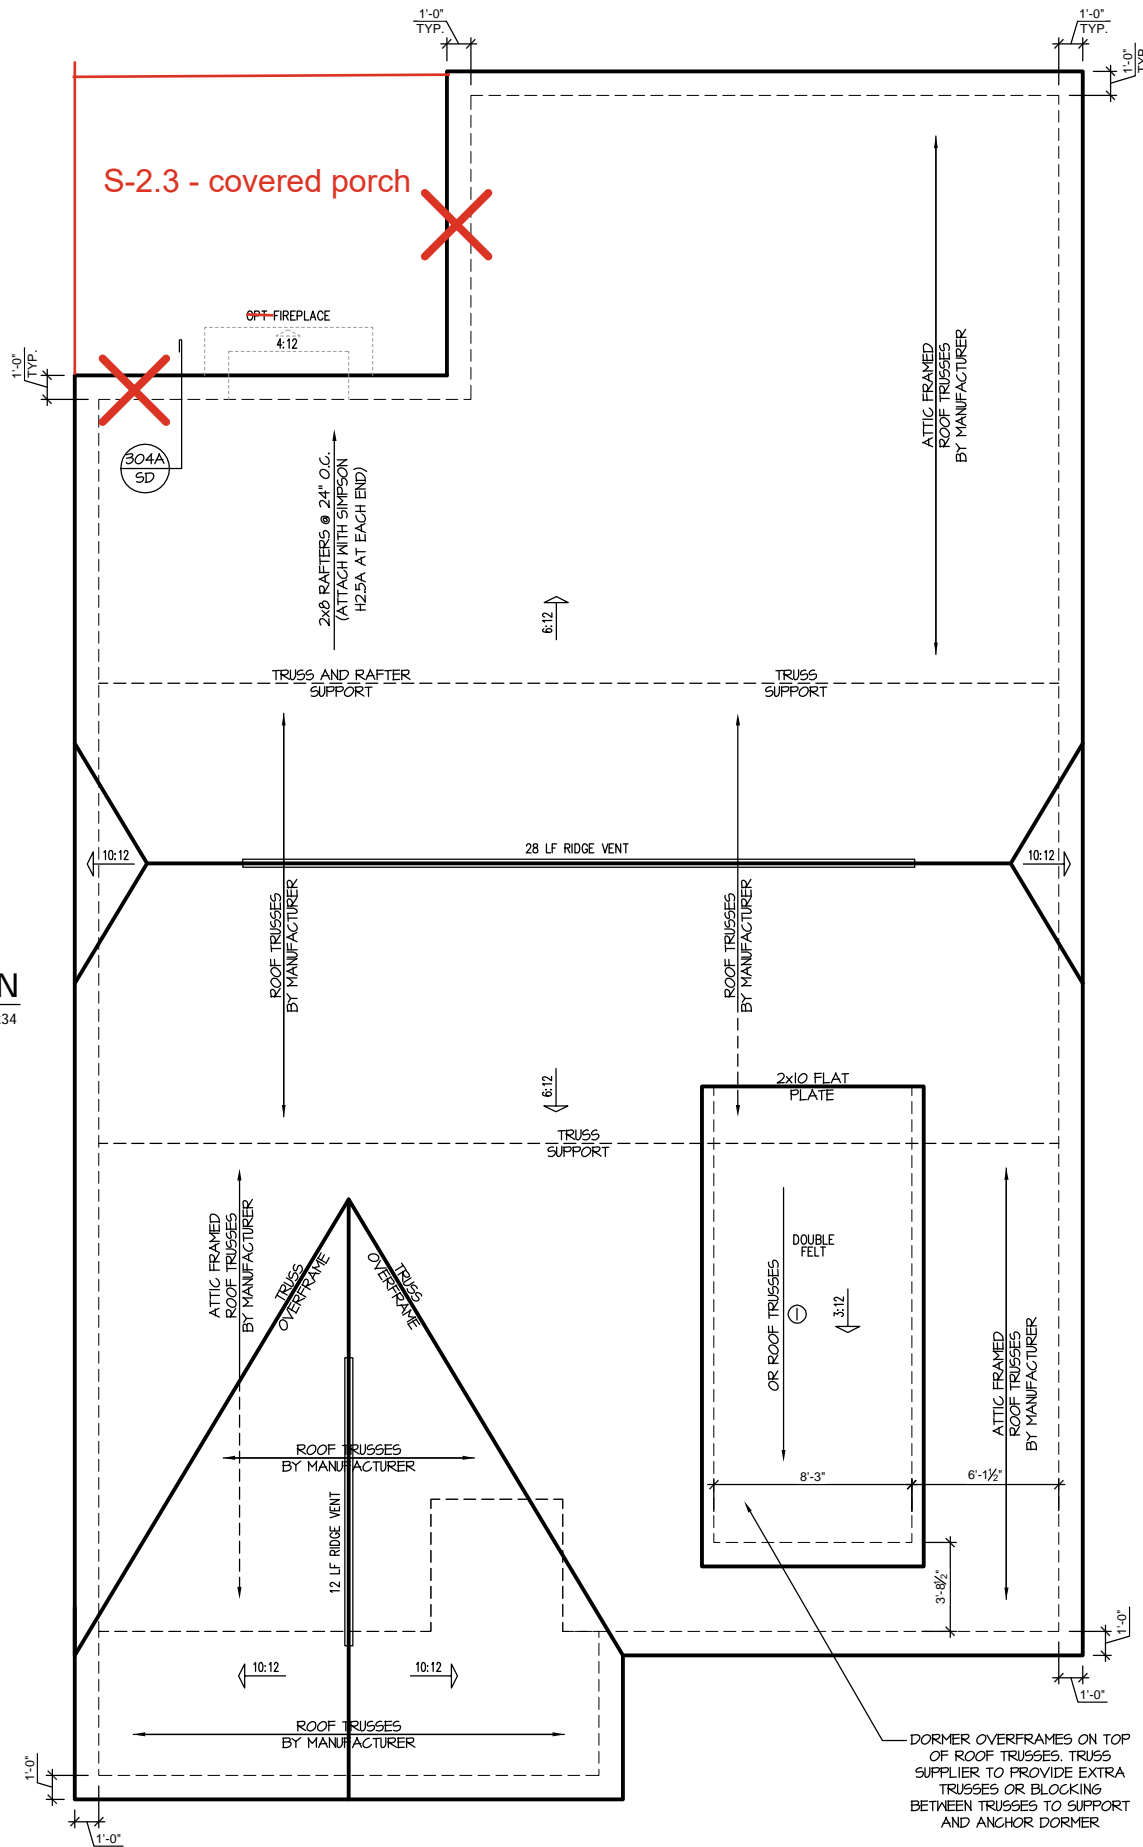 1'-0"
TYP.
1'-0"
TYP.
1'-0"
TYP.
S-2.3 - covered porch
OPT FIREPLACE
4:12
1'-0"
TYP.
304A
SD
2x8 RAFTERS @ 24" O.C.
(ATTACH WITH SIMPSON
H2.5A AT EACH END)
ATTIC FRAMED
ROOF TRUSSES
BY MANUFACTURER
6:12
TRUSS AND RAFTER
SUPPORT
TRUSS
SUPPORT
10:12
28 LF RIDGE VENT
10:12
ROOF TRUSSES
BY MANUFACTURER
ROOF TRUSSES
BY MANUFACTURER
N
234
6:12
2x10 FLAT
PLATE
TRUSS
SUPPORT
ATTIC FRAMED
ROOF TRUSSES
BY MANUFACTURER
TRUSS
OVERFRAME
TRUSS
OVERFRAME
DOUBLE
FELT
OR ROOF TRUSSES
3:12
ATTIC FRAMED
ROOF TRUSSES
BY MANUFACTURER
ROOF TRUSSES
BY MANUFACTURER
12 LF RIDGE VENT
8'-3"
6'-1½"
3'-8½"
10:12
10:12
1'-0"
1'-0"
ROOF TRUSSES
BY MANUFACTURER
1'-0"
1'-0"
DORMER OVERFRAMES ON TOP
OF ROOF TRUSSES. TRUSS
SUPPLIER TO PROVIDE EXTRA
TRUSSES OR BLOCKING
BETWEEN TRUSSES TO SUPPORT
AND ANCHOR DORMER